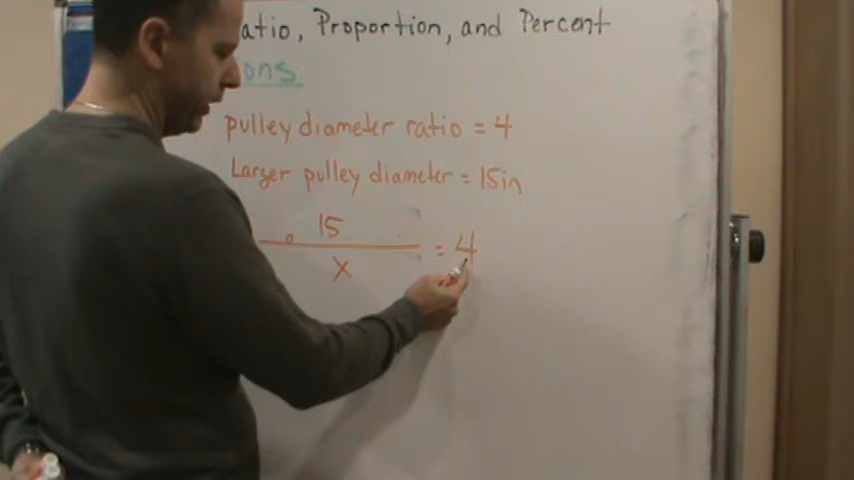 atio, Proportion, and Percent
ons
pulley diameter ratio = 4
Larger pulley diameter = 15in
15
= 4
x